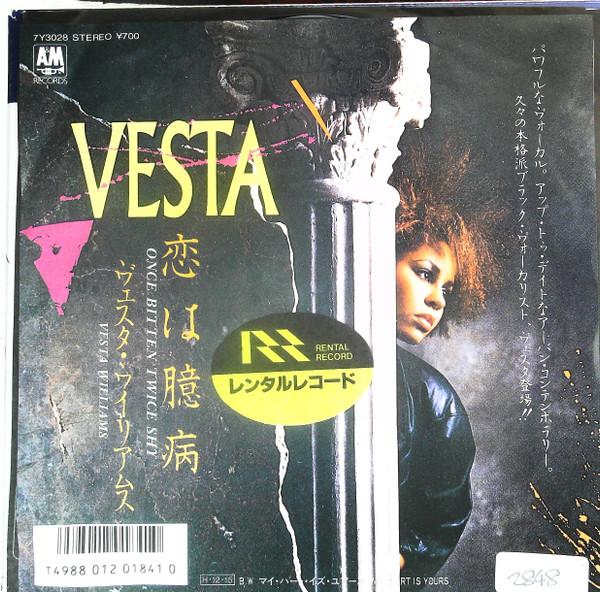 7Y3028 STEREO ¥700
A&M
RECORDS
VESTA
恋は臆病
ONCE BITTEN TWICE SHY
ヴェスタ・ウイリアムス
VESTA WILLIAMS
パワフルなヴォーカル。アップ・トゥ・デイトなアーバン・コンテンポラリー。
久々の本格派ブラック・ヴォーカリスト、ヴェスタ登場!!
RR
RENTAL
RECORD
レンタルレコード
T4988 012 01841 0
H・12・15 B/W マイ・ハート・イズ・ユアーズ RT IS YOURS
2848